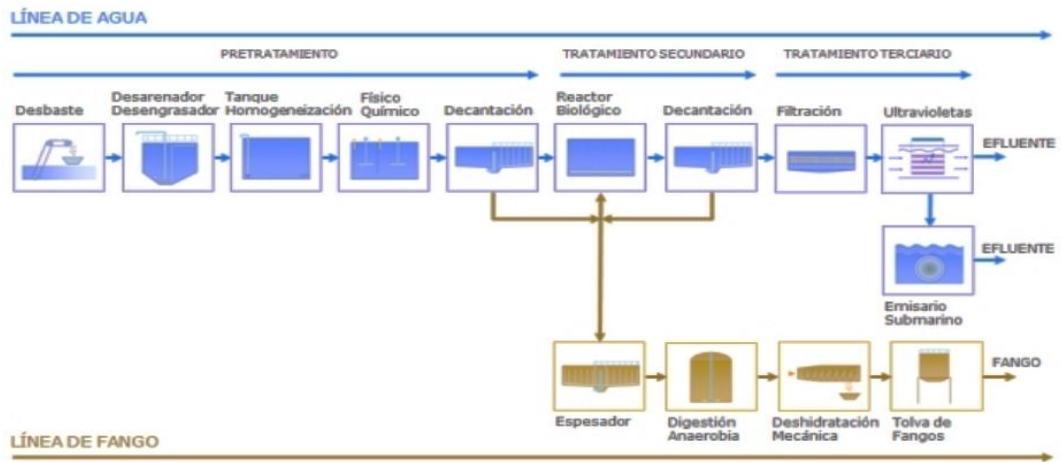 LÍNEA DE AGUA
PRETRATAMIENTO
TRATAMIENTO SECUNDARIO
TRATAMIENTO TERCIARIO
Desbaste
Desarenador
Desengrasador
Tanque
Homogeneización
Físico
Químico
Decantación
Reactor
Biológico
Decantación
Filtración
Ultravioletas
EFLUENTE
EFLUENTE
Emisario
Submarino
FANGO
Espesador
Digestión
Anaerobia
Deshidratación
Mecánica
Tolva de
Fangos
LÍNEA DE FANGO